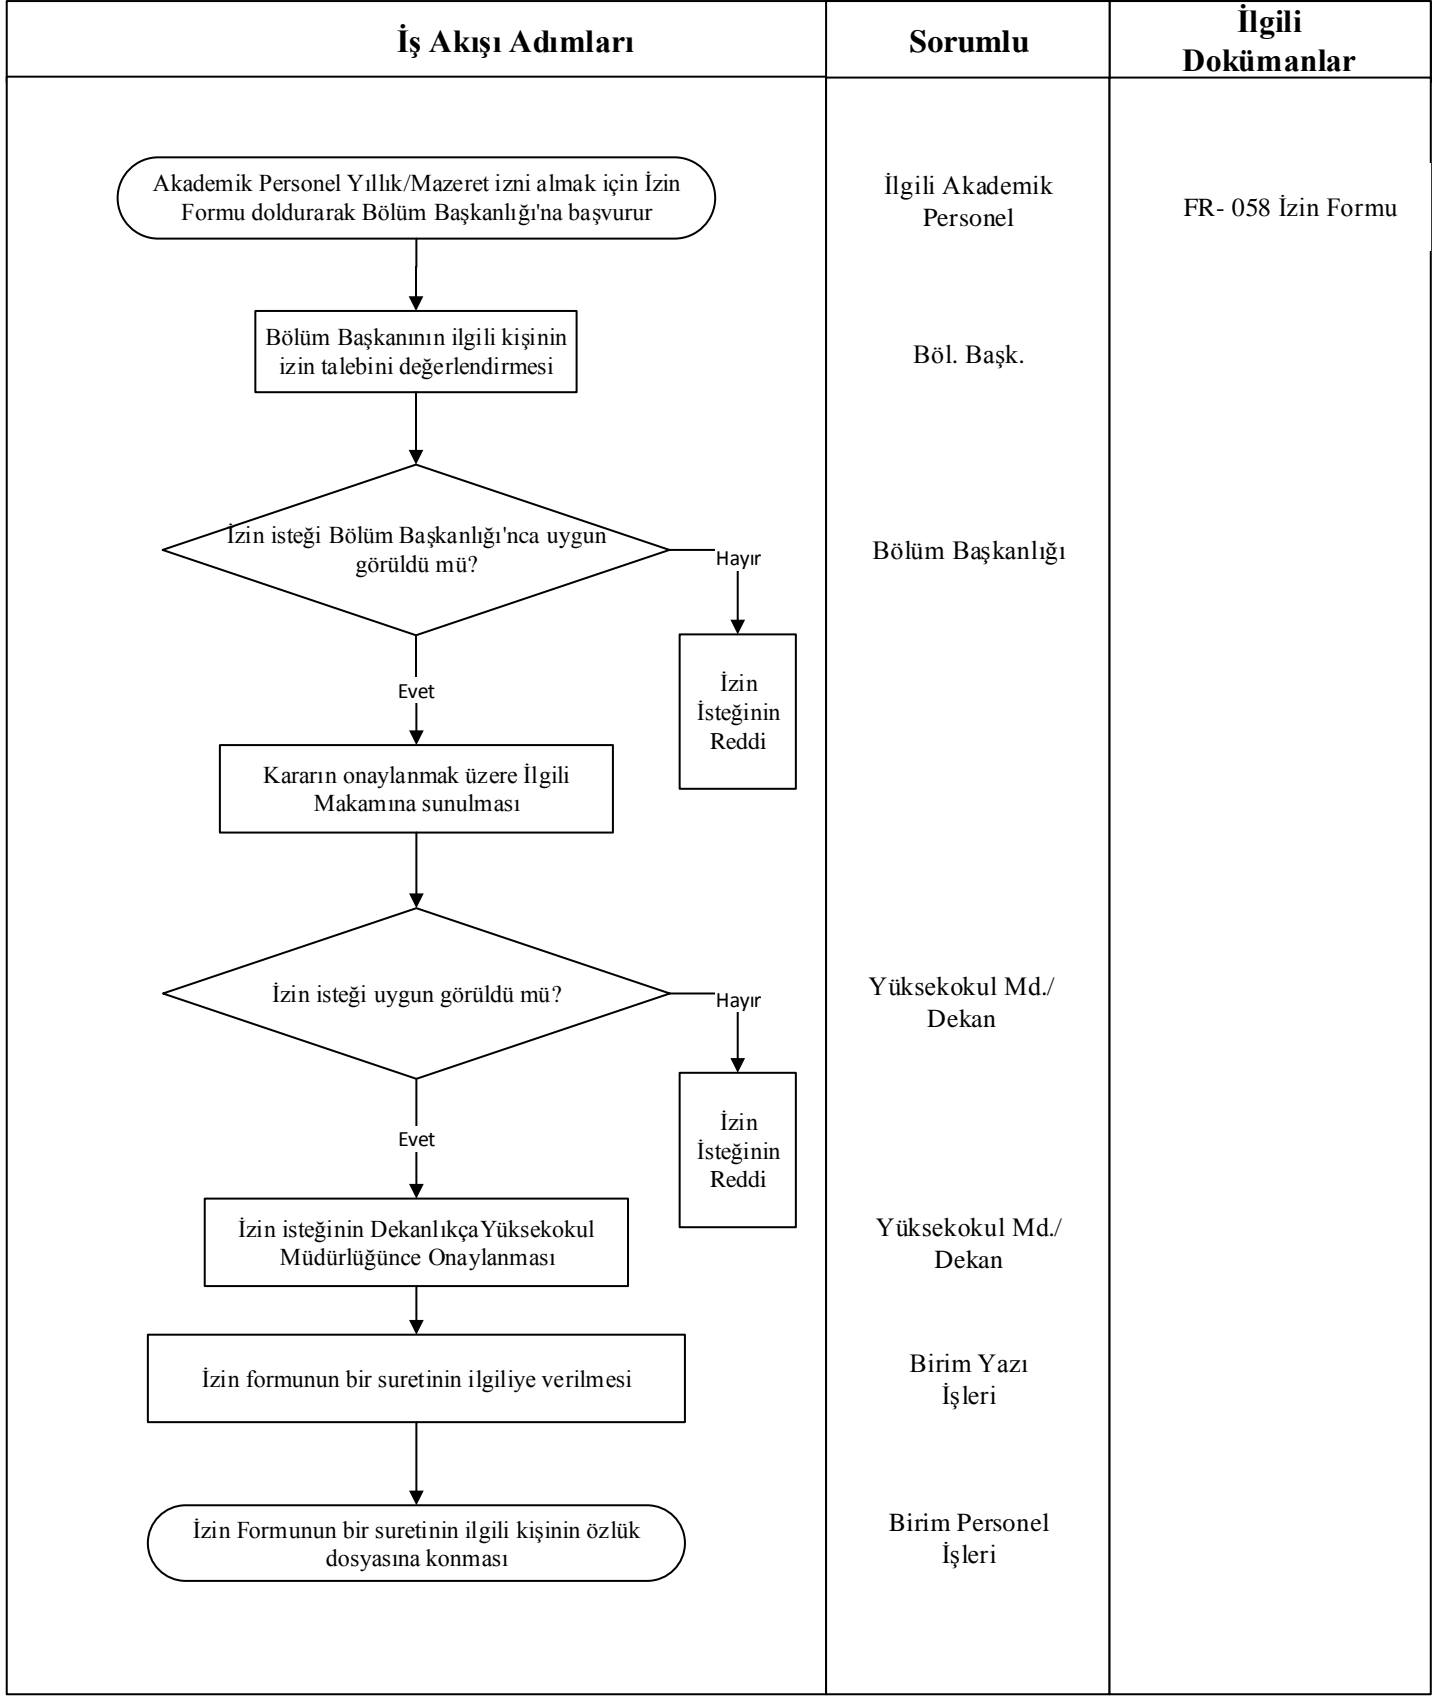 İş Akışı Adımları
Sorumlu
İlgili
Dokümanlar
Akademik Personel Yıllık/Mazeret izni almak için İzin
Formu doldurarak Bölüm Başkanlığı'na başvurur
İlgili Akademik
Personel
FR- 058 İzin Formu
Bölüm Başkanının ilgili kişinin
izin talebini değerlendirmesi
Böl. Başk.
İzin isteği Bölüm Başkanlığı'nca uygun
görüldü mü?
Hayır
Bölüm Başkanlığı
İzin
İsteğinin
Reddi
Evet
Kararın onaylanmak üzere İlgili
Makamına sunulması
İzin isteği uygun görüldü mü?
Hayır
Yüksekokul Md./
Dekan
İzin
İsteğinin
Reddi
Evet
İzin isteğinin DekanlıkçaYüksekokul
Müdürlüğünce Onaylanması
Yüksekokul Md./
Dekan
İzin formunun bir suretinin ilgiliye verilmesi
Birim Yazı
İşleri
İzin Formunun bir suretinin ilgili kişinin özlük
dosyasına konması
Birim Personel
İşleri